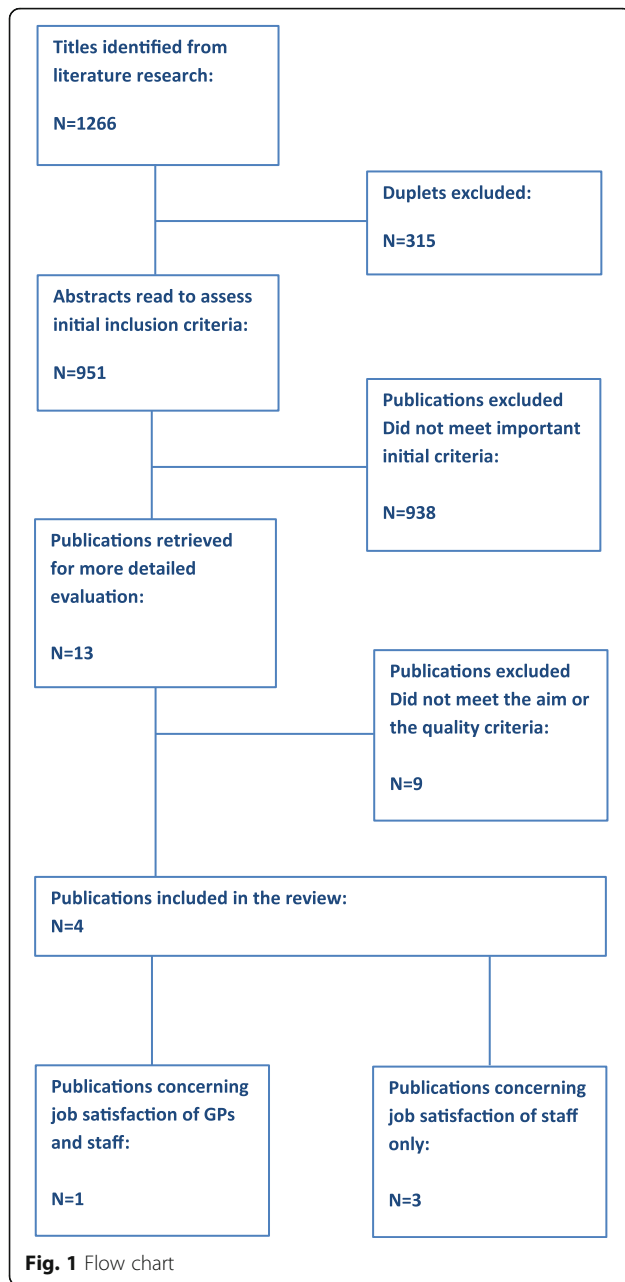 Titles identified from
literature research:
N=1266
Duplets excluded:
N=315
Abstracts read to assess
initial inclusion criteria:
N=951
Publications excluded
Did not meet important
initial criteria:
N=938
Publications retrieved
for more detailed
evaluation:
N=13
Publications excluded
Did not meet the aim or
the quality criteria:
N=9
Publications included in the review:
N=4
Publications concerning
job satisfaction of GPs
and staff:
N=1
Publications concerning
job satisfaction of staff
only:
N=3
Fig. 1 Flow chart